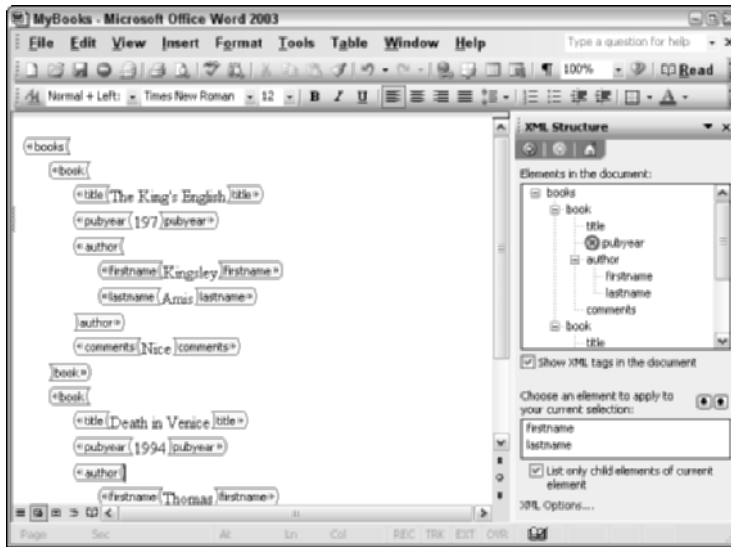 MyBooks - Microsoft Office Word 2003
File Edit View Insert Format Tools Table Window Help Type a question for help
100% Read
Normal + Left: Times New Roman 12 B I U
books
book
title The King's English title
pubyear 197 pubyear
author
firstname Kingsley firstname
lastname Amis lastname
author
comments Nice comments
book
book
title Death in Venice title
pubyear 1994 pubyear
author
firstname Thomas firstname
XML Structure
Elements in the document:
books
book
title
pubyear
author
firstname
lastname
comments
book
title
Show XML tags in the document
Choose an element to apply to
your current selection:
firstname
lastname
List only child elements of current
element
XML Options...
Page Sec At Ln Col REC TRK EXT OVR